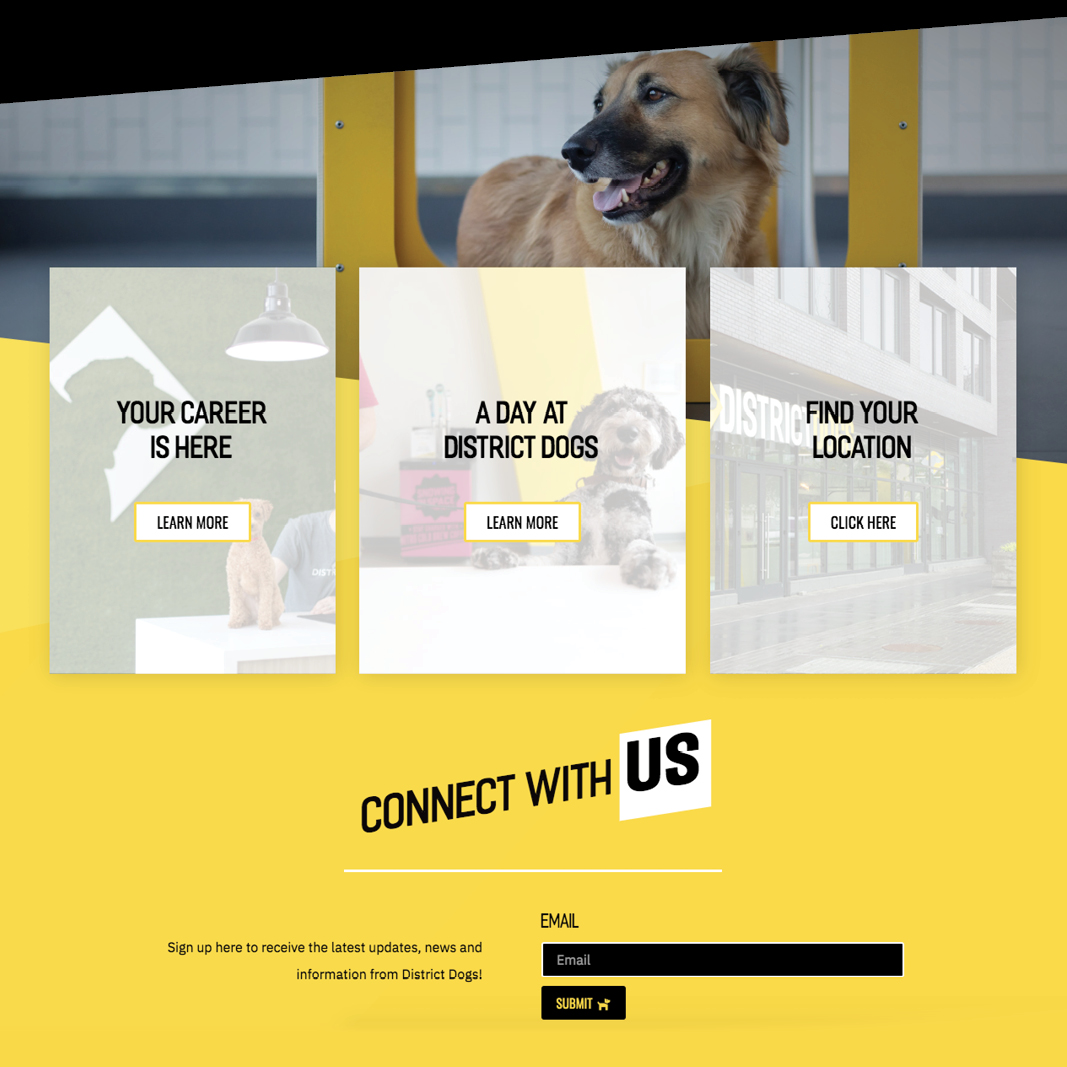 YOUR CAREER
IS HERE
LEARN MORE
A DAY AT
DISTRICT DOGS
LEARN MORE
DISTRICT
FIND YOUR
LOCATION
CLICK HERE
CONNECT WITH US
Sign up here to receive the latest updates, news and
information from District Dogs!
EMAIL
Email
SUBMIT